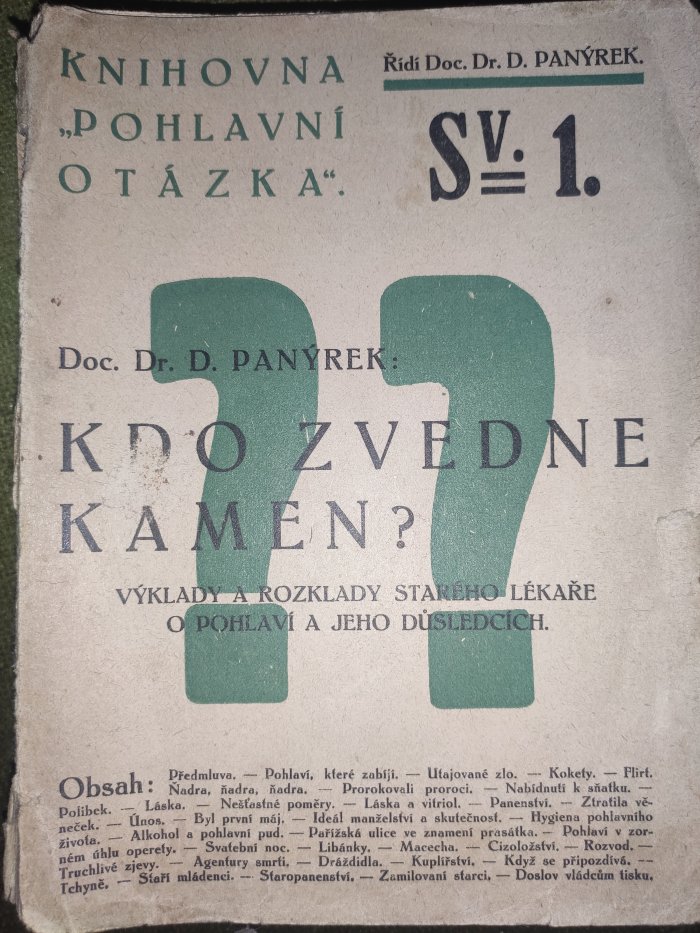 KNIHOVNA
„POHLAVNÍ
OTÁZKA“.
Řídí Doc. Dr. D. PANÝREK.
Sv. 1.
??
Doc. Dr. D. PANÝREK:
KDO ZVEDNE
KAMEN?
VÝKLADY A ROZKLADY STARÉHO LÉKAŘE
O POHLAVÍ A JEHO DŮSLEDCÍCH.
Obsah: Předmluva. — Pohlaví, které zabíji. — Utajované zlo. — Kokety. — Flirt.
Ňadra, ňadra, ňadra. — Prorokovali proroci. — Nabídnutí k sňatku. —
Polibek. — Láska. — Nešťastné poměry. — Láska a vitriol. — Panenství. — Ztratila vě-
neček. — Únos. — Byl první máj. — Ideál manželství a skutečnost. — Hygiena pohlavního
života. — Alkohol a pohlavní pud. — Pařížská ulice ve znamení prasátka. — Pohlaví v zor-
ném úhlu operety. — Svatební noc. — Libánky. — Macecha. — Cizoložství. — Rozvod. —
Truchlivé zjevy. — Agentury smrti. — Dráždidla. — Kuplířství. — Když se připozdívá. —
Tchyně. — Staří mládenci. — Staropanenství. — Zamilovaní starci. — Doslov vládcům tisku.